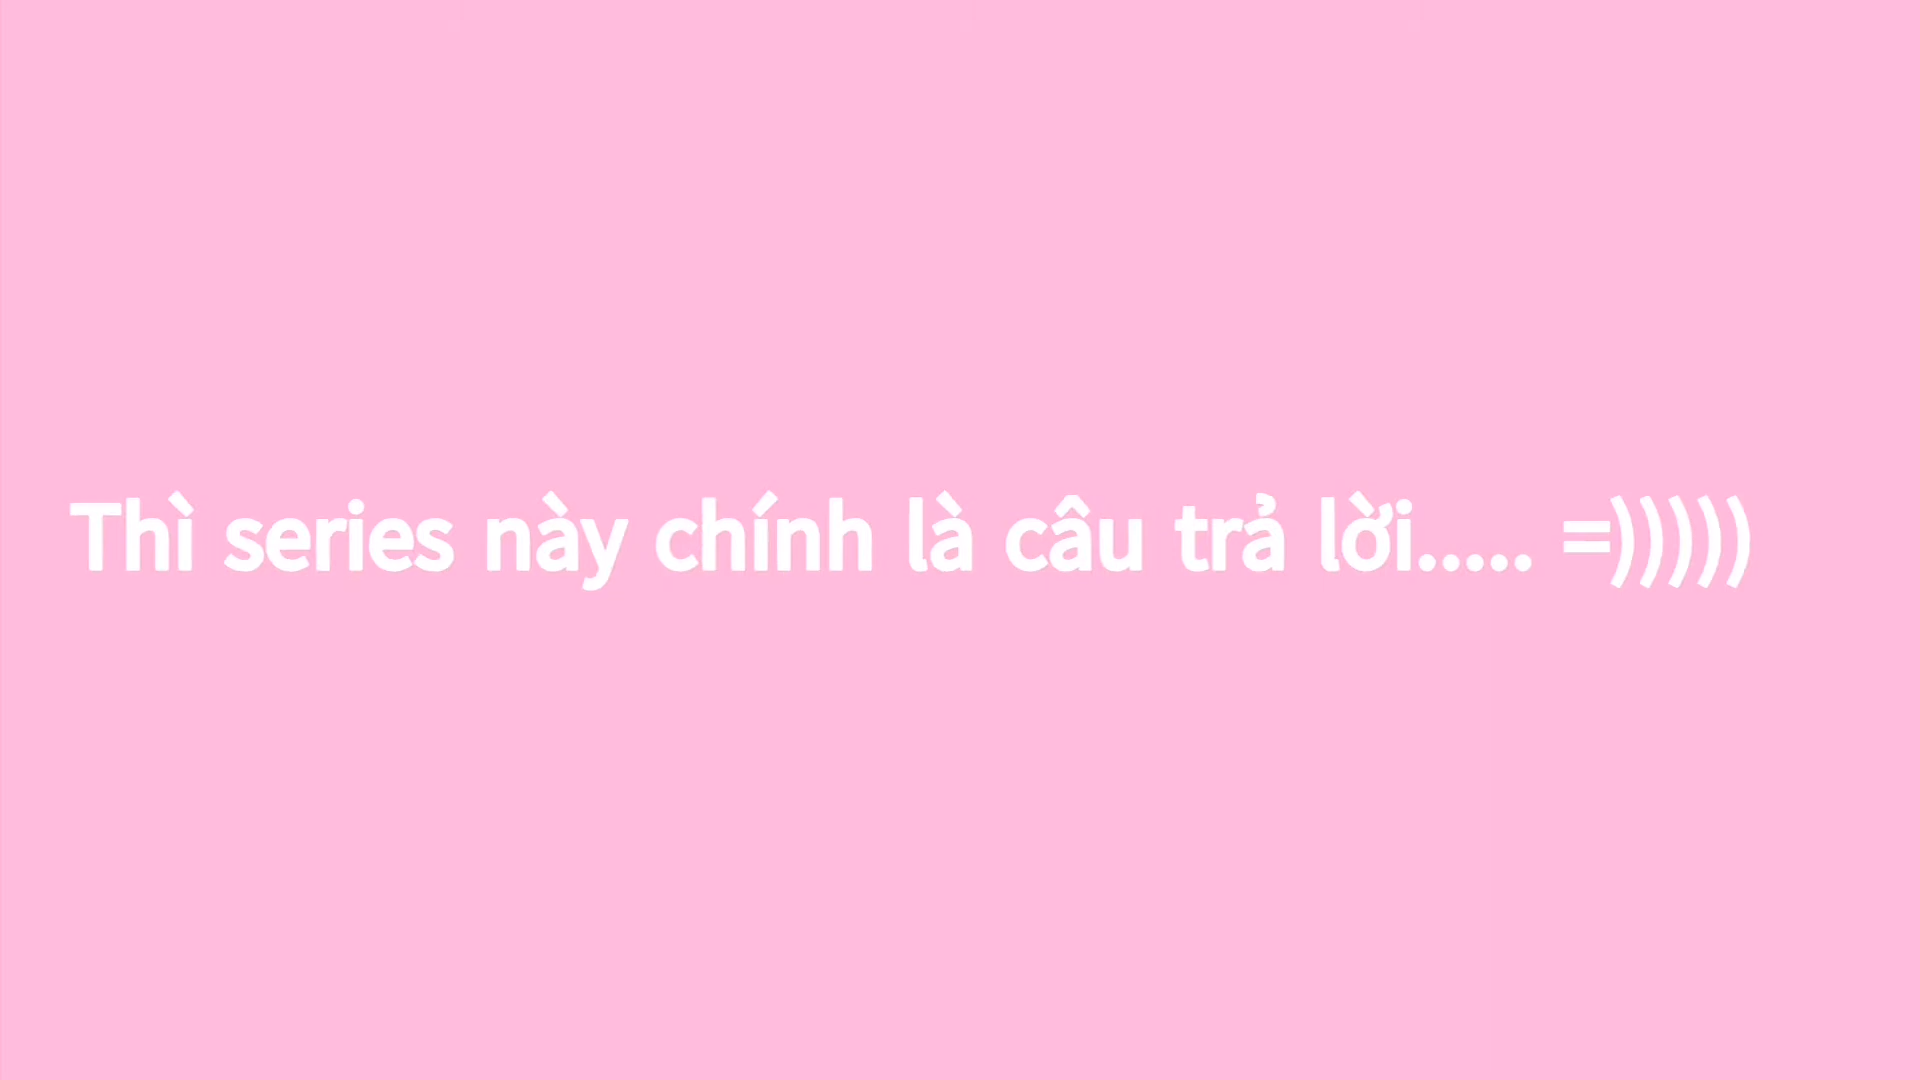 Thì series này chính là câu trả lời..... =)))))